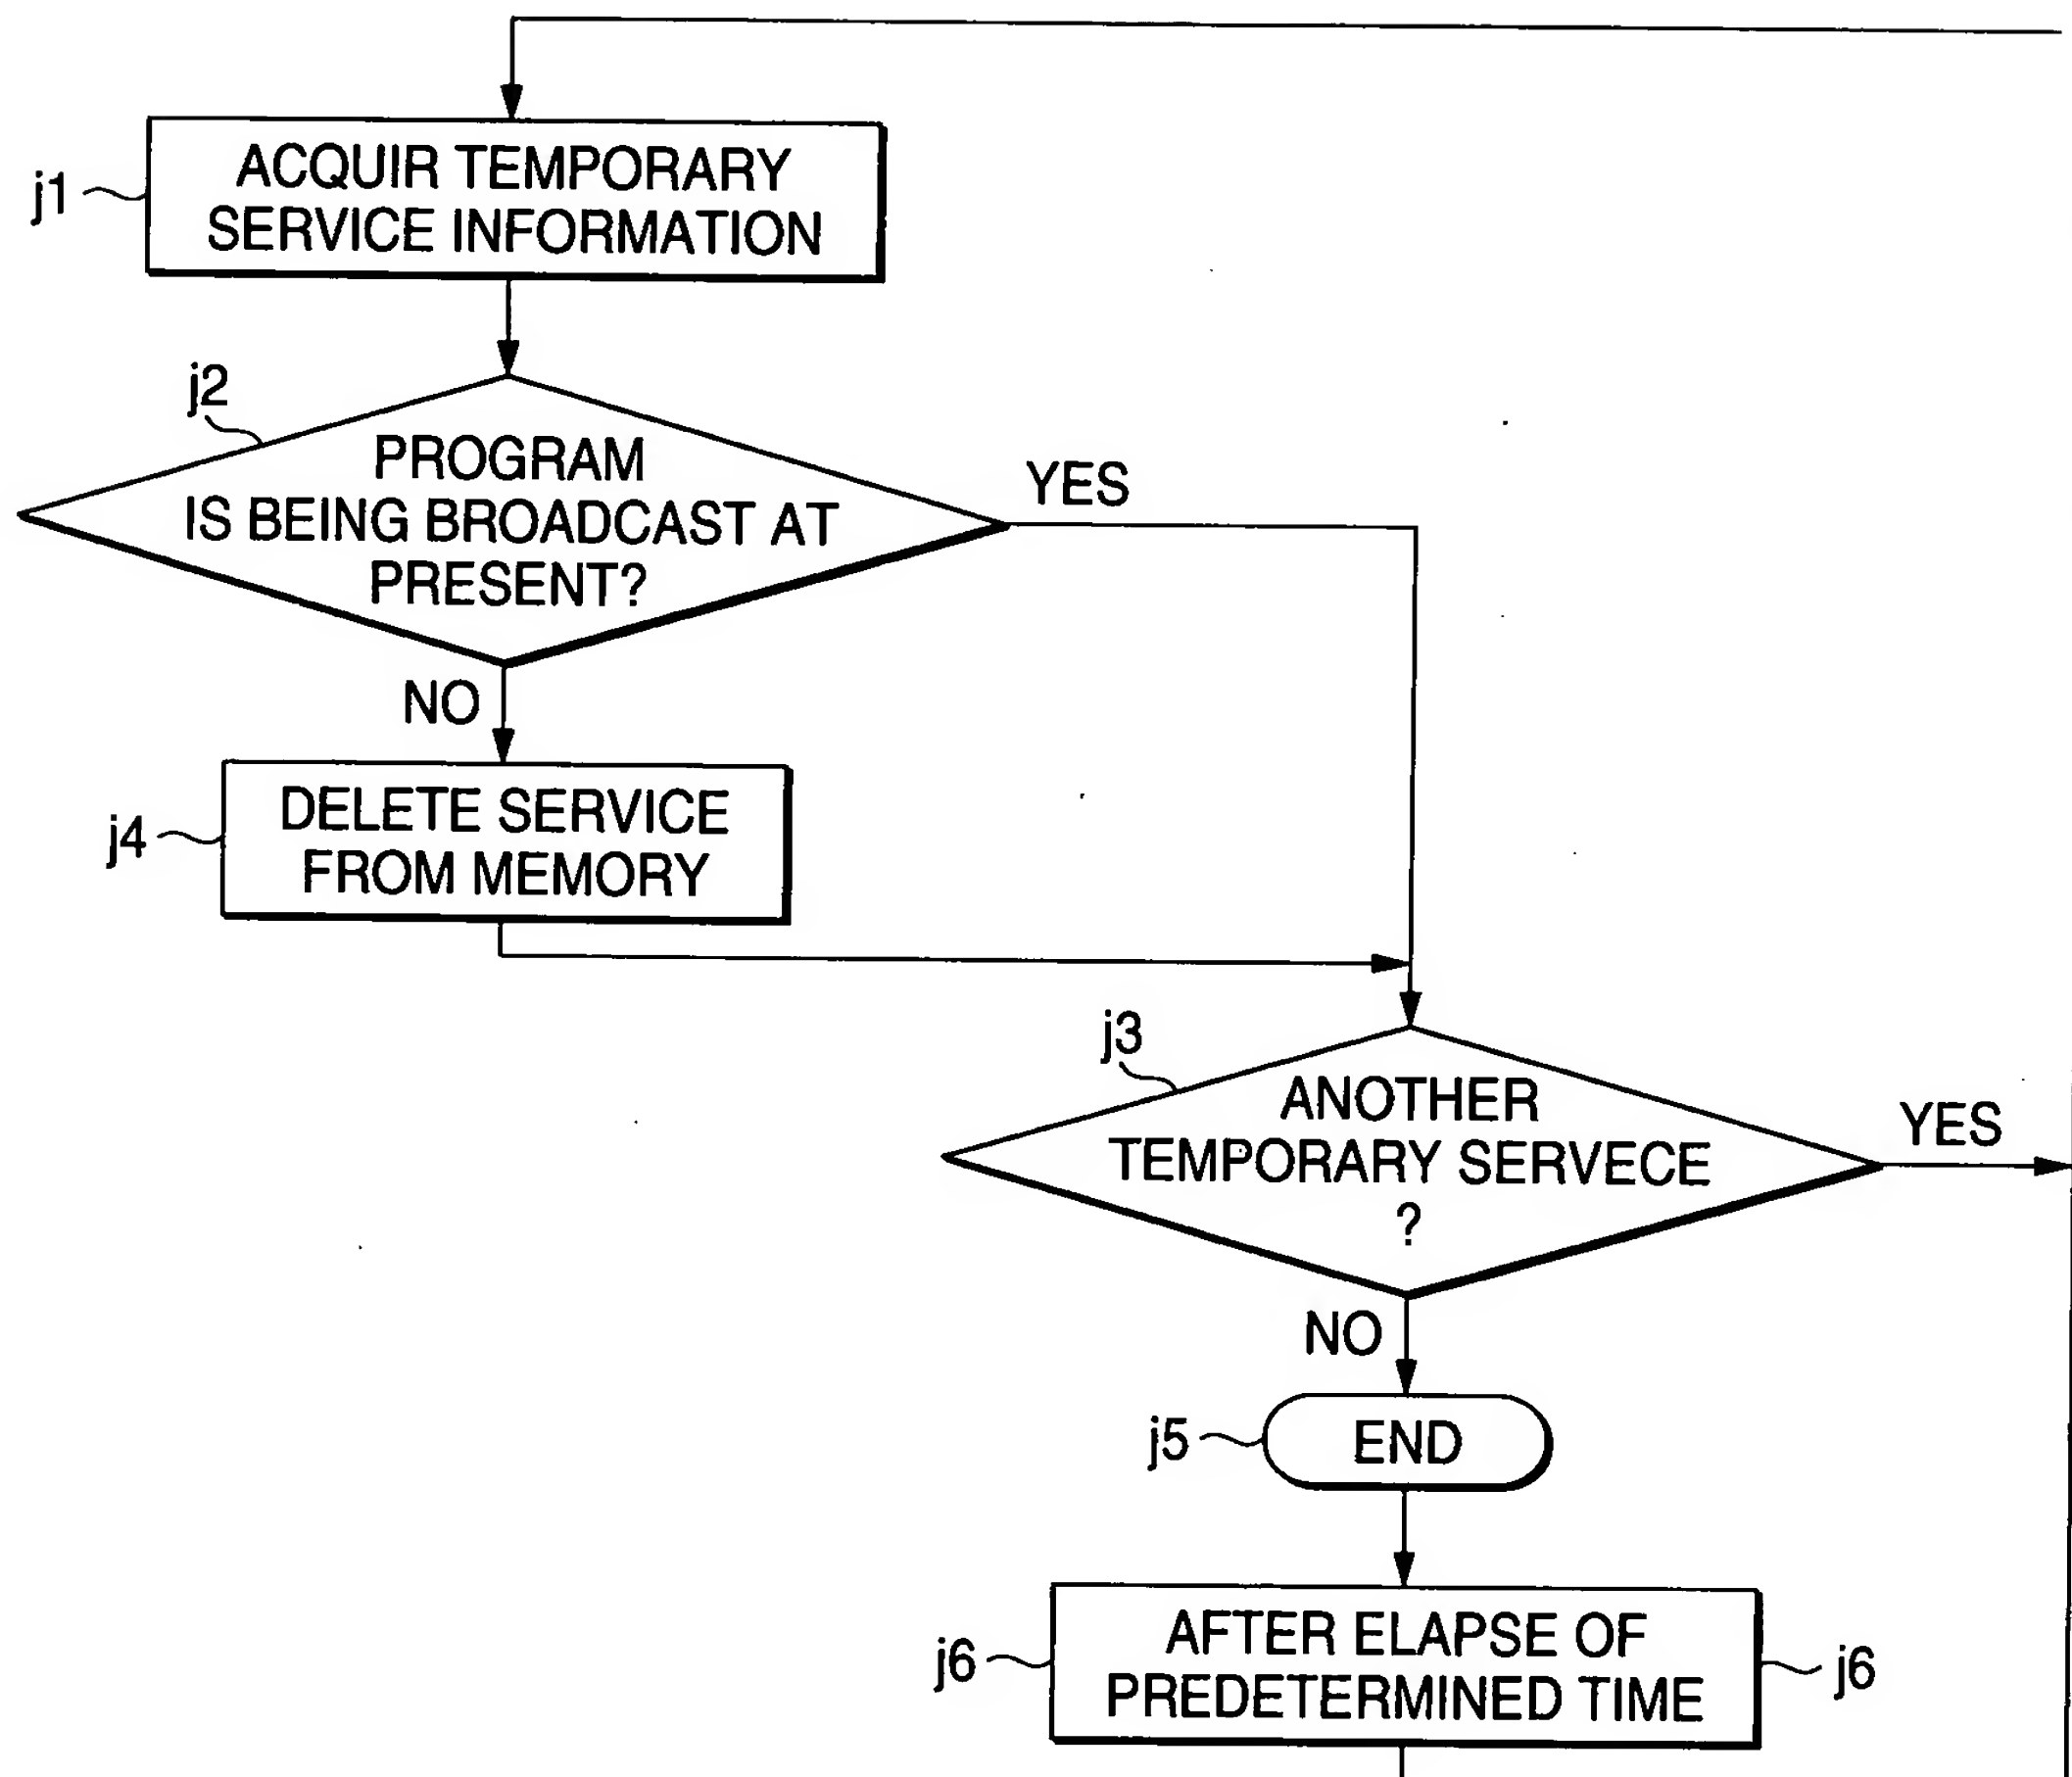 j1
ACQUIR TEMPORARY
SERVICE INFORMATION
j2
PROGRAM
IS BEING BROADCAST AT
PRESENT?
YES
NO
j4
DELETE SERVICE
FROM MEMORY
j3
ANOTHER
TEMPORARY SERVECE
?
YES
NO
j5
END
j6
AFTER ELAPSE OF
PREDETERMINED TIME
j6